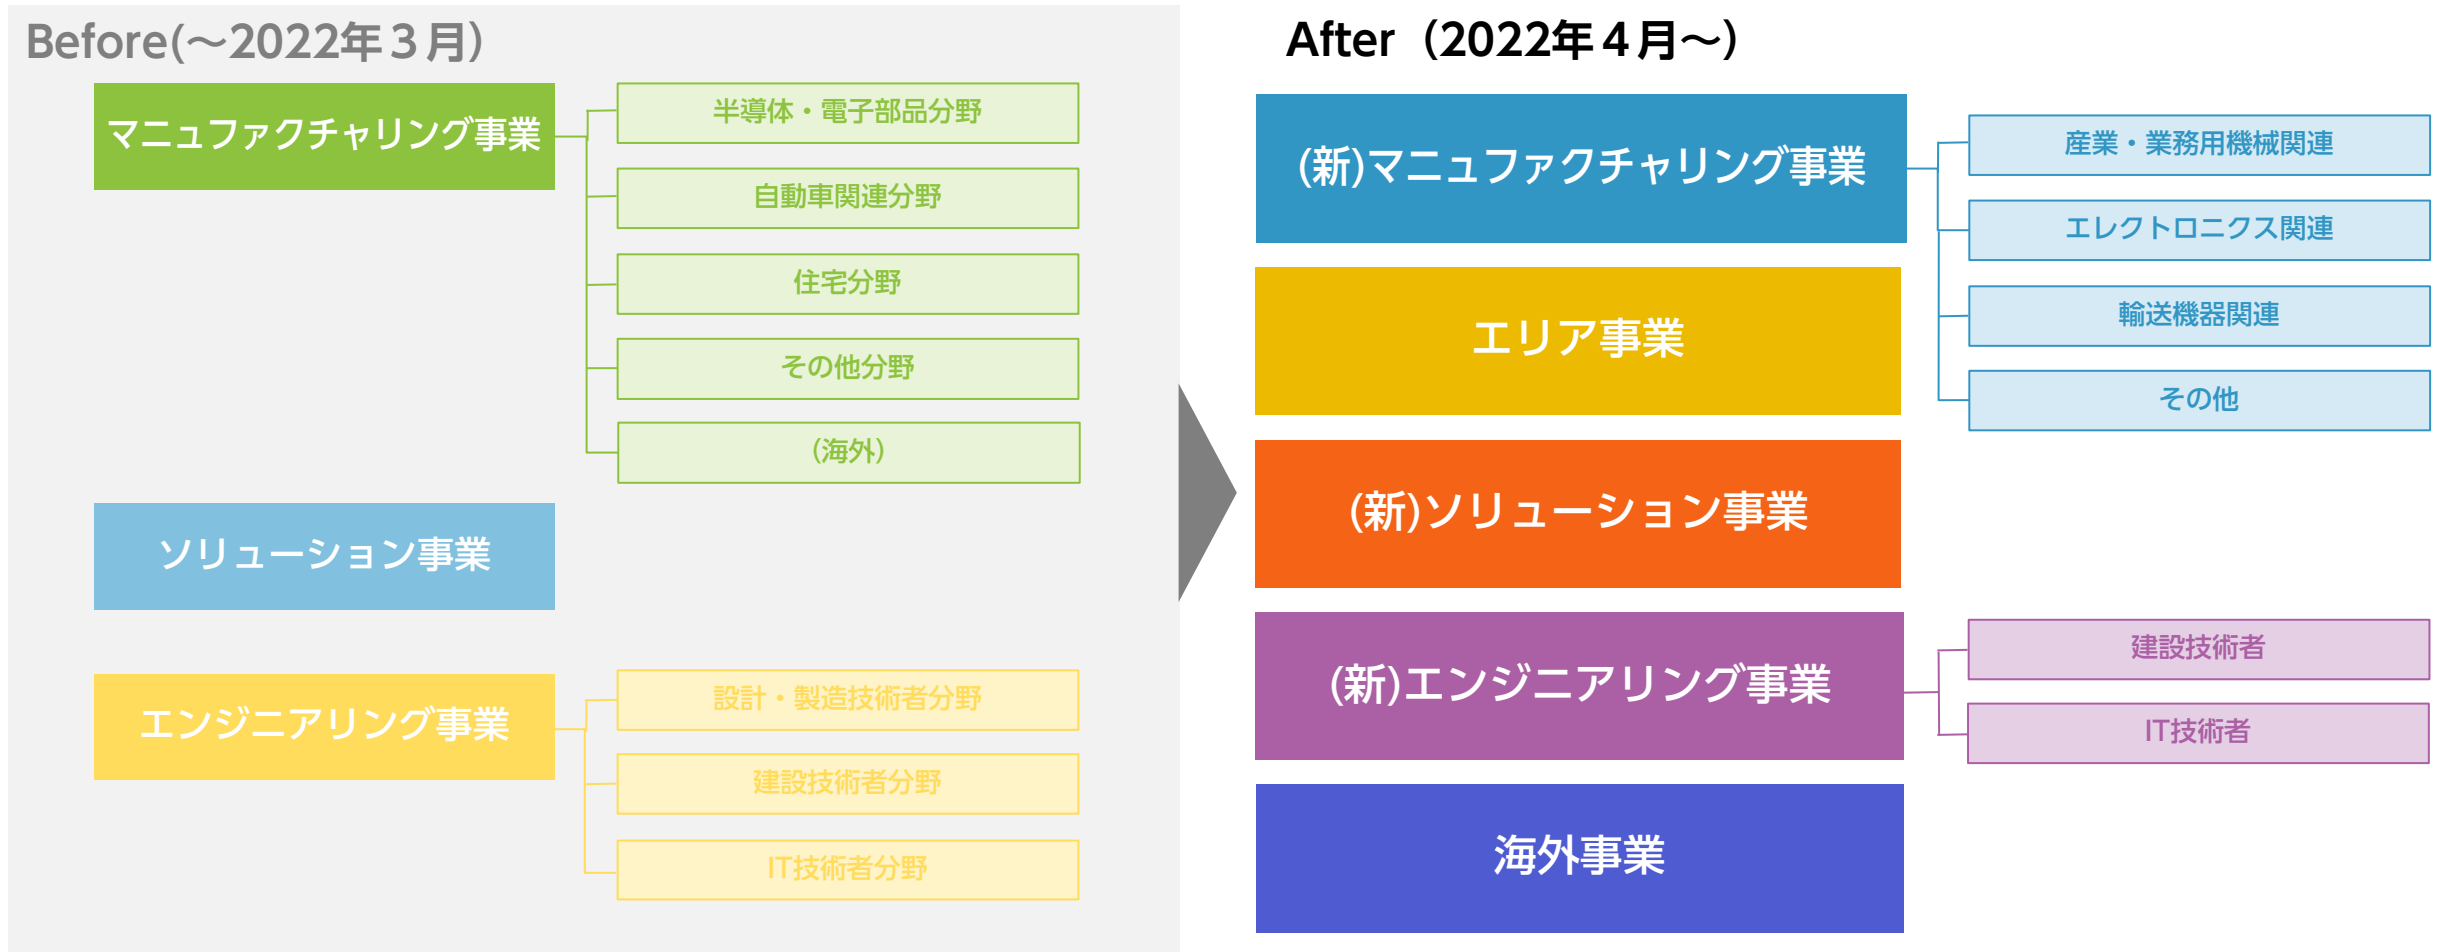 Before(～2022年３月)
マニュファクチャリング事業
半導体・電子部品分野
自動車関連分野
住宅分野
その他分野
（海外）
ソリューション事業
エンジニアリング事業
設計・製造技術者分野
建設技術者分野
IT技術者分野
After（2022年４月～）
(新)マニュファクチャリング事業
産業・業務用機械関連
エレクトロニクス関連
輸送機器関連
その他
エリア事業
(新)ソリューション事業
(新)エンジニアリング事業
建設技術者
IT技術者
海外事業